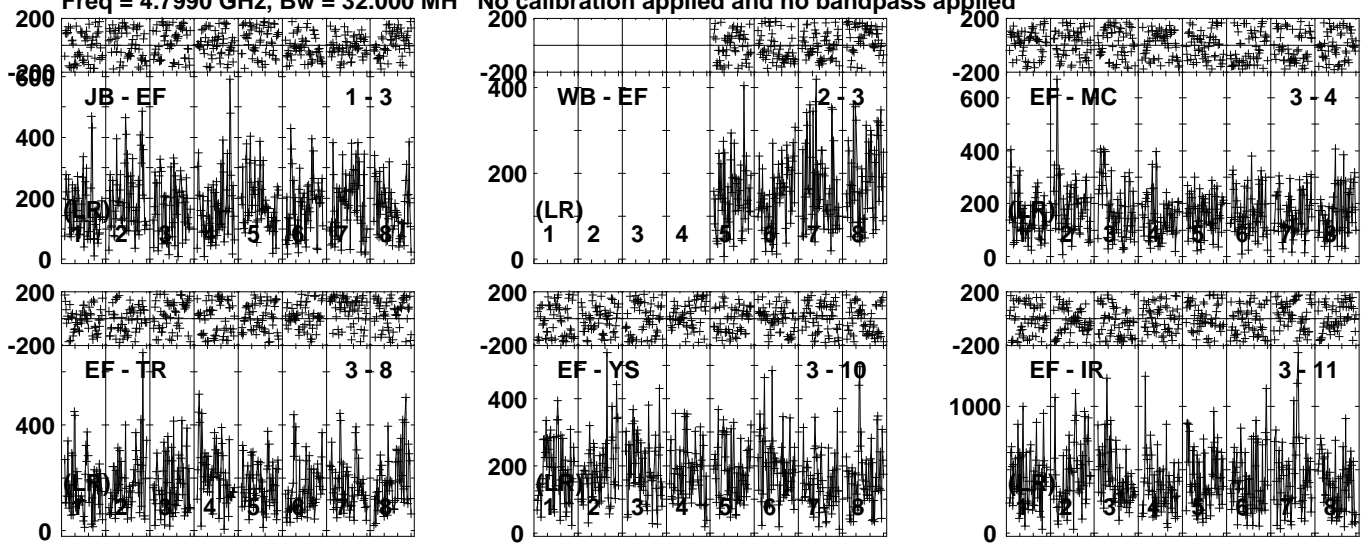 Freq = 4.7990 GHz, Bw = 32.000 MH No calibration applied and no bandpass applied
200
-200
600
400
200
0
JB - EF 1 - 3
(LR)
1 2 3 4 5 6 7 8
-200
400
200
0
WB - EF 2 - 3
(LR)
1 2 3 4 5 6 7 8
200
-200
600
400
200
0
EF - MC 3 - 4
(LR)
1 2 3 4 5 6 7 8
200
-200
400
0
EF - TR 3 - 8
(LR)
1 2 3 4 5 6 7 8
200
-200
400
200
0
EF - YS 3 - 10
(LR)
1 2 3 4 5 6 7 8
200
-200
1000
0
EF - IR 3 - 11
(LR)
1 2 3 4 5 6 7 8